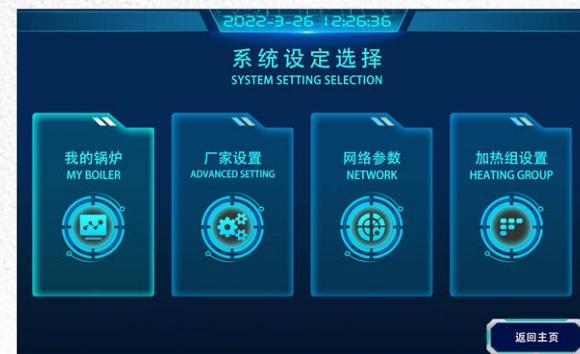 2022-3-26 12:26:36
系统设定选择
SYSTEM SETTING SELECTION
我的锅炉
MY BOILER
厂家设置
ADVANCED SETTING
网络参数
NETWORK
加热组设置
HEATING GROUP
返回主页